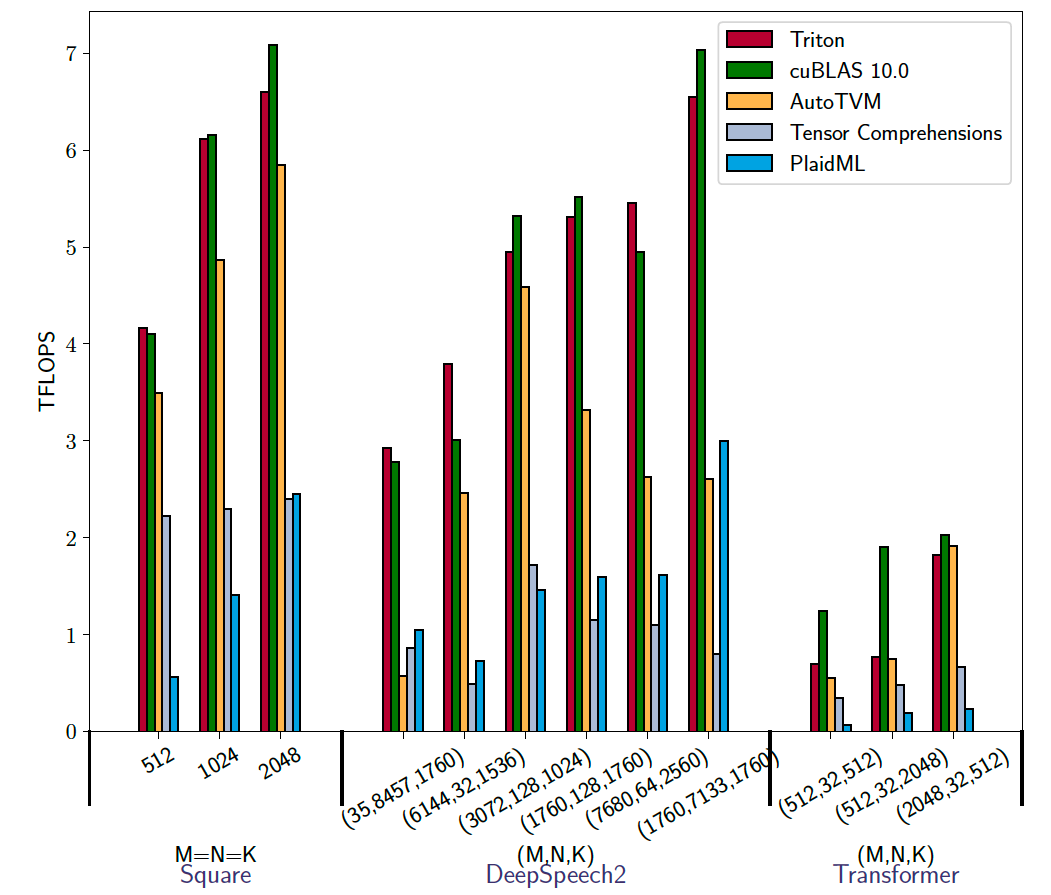 TFLOPS
7
6
5
4
3
2
1
0
Triton
cuBLAS 10.0
AutoTVM
Tensor Comprehensions
PlaidML
512
1024
2048
(35,8457,1760)
(6144,32,1536)
(3072,128,1024)
(1760,128,1760)
(7680,64,2560)
(1760,7133,1760)
(512,32,512)
(512,32,2048)
(2048,32,512)
M=N=K
(M,N,K)
(M,N,K)
Square
DeepSpeech2
Transformer